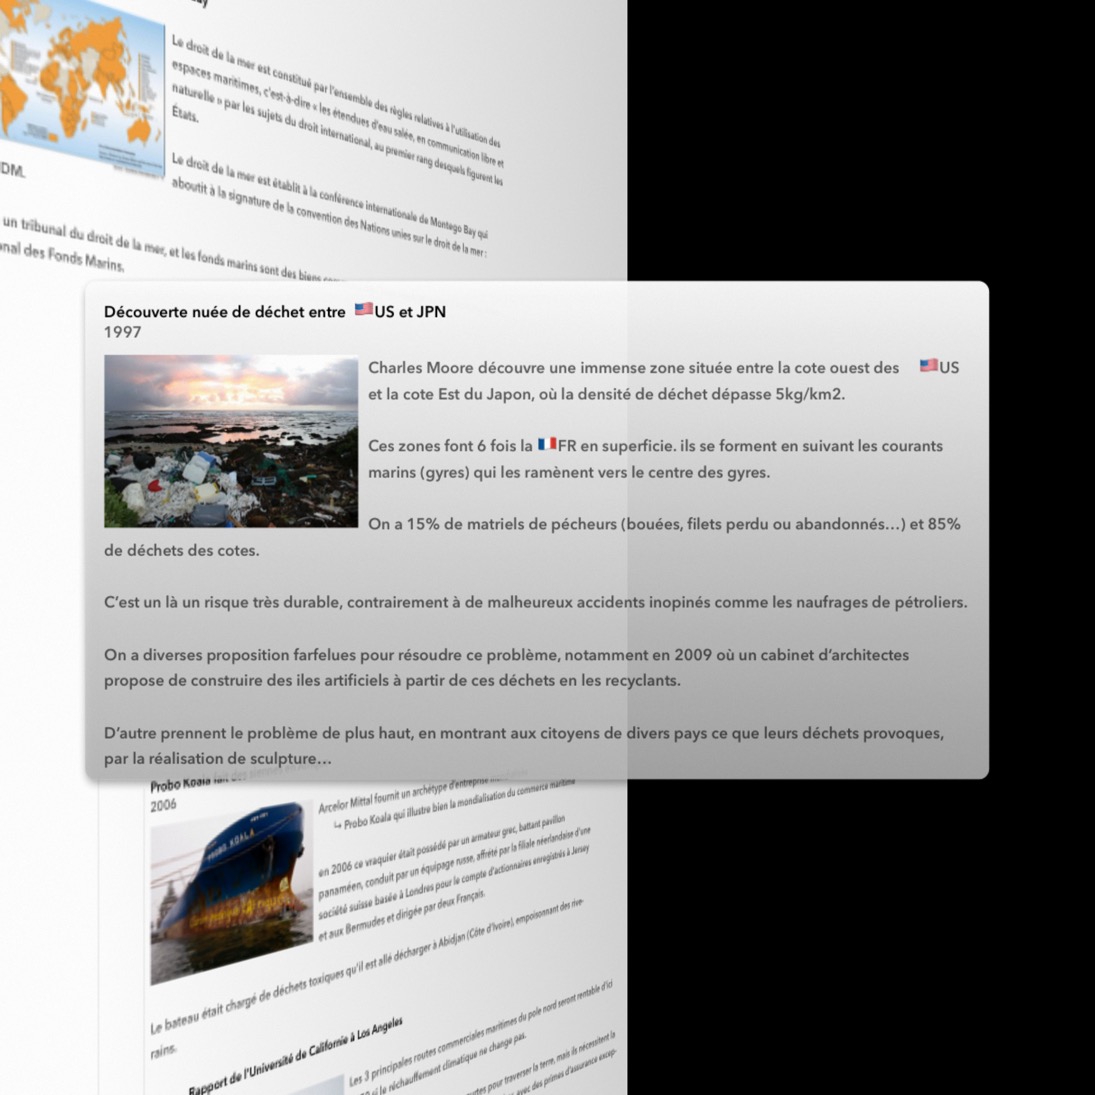 Le droit de la mer est constitué par l'ensemble des règles relatives à l'utilisation des
espaces maritimes, c'est-à-dire « les étendues d'eau salée, en communication libre et
naturelle » par les sujets du droit international, au premier rang desquels figurent les
États.
Le droit de la mer est établit à la conférence internationale de Montego Bay qui
aboutit à la signature de la convention des Nations unies sur le droit de la mer :
DM.
un tribunal du droit de la mer, et les fonds marins sont des biens
nal des Fonds Marins.
Découverte nuée de déchet entre 🇺🇸US et JPN
1997
Charles Moore découvre une immense zone située entre la cote ouest des 🇺🇸US
et la cote Est du Japon, où la densité de déchet dépasse 5kg/km2.
Ces zones font 6 fois la 🇫🇷FR en superficie. ils se forment en suivant les courants
marins (gyres) qui les ramènent vers le centre des gyres.
On a 15% de matriels de pécheurs (bouées, filets perdu ou abandonnés…) et 85%
de déchets des cotes.
C'est un là un risque très durable, contrairement à de malheureux accidents inopinés comme les naufrages de pétroliers.
On a diverses proposition farfelues pour résoudre ce problème, notamment en 2009 où un cabinet d'architectes
propose de construire des iles artificiels à partir de ces déchets en les recyclants.
D'autre prennent le problème de plus haut, en montrant aux citoyens de divers pays ce que leurs déchets provoques,
par la réalisation de sculpture…
Probo Koala fait des
2006
PROBO KOALA
Arcelor Mittal fournit un archétype d'entreprise
↳ Probo Koala qui illustre bien la mondialisation du commerce maritime
en 2006 ce vraquier était possédé par un armateur grec, battant pavillon
panaméen, conduit par un équipage russe, affrété par la filiale néerlandaise d'une
société suisse basée à Londres pour le compte d'actionnaires enregistrés à Jersey
et aux Bermudes et dirigée par deux Français.
Le bateau était chargé de déchets toxiques qu'il est allé décharger à Abidjan (Côte d'Ivoire), empoisonnant des rive-
rains.
Rapport de l'Université de Californie à Los Angeles
Les 3 principales routes commerciales maritimes du pole nord seront rentable d'ici
si le réchauffement climatique ne change pas.
pour traverser la terre, mais ils nécessitent la
avec des primes d'assurance excep-